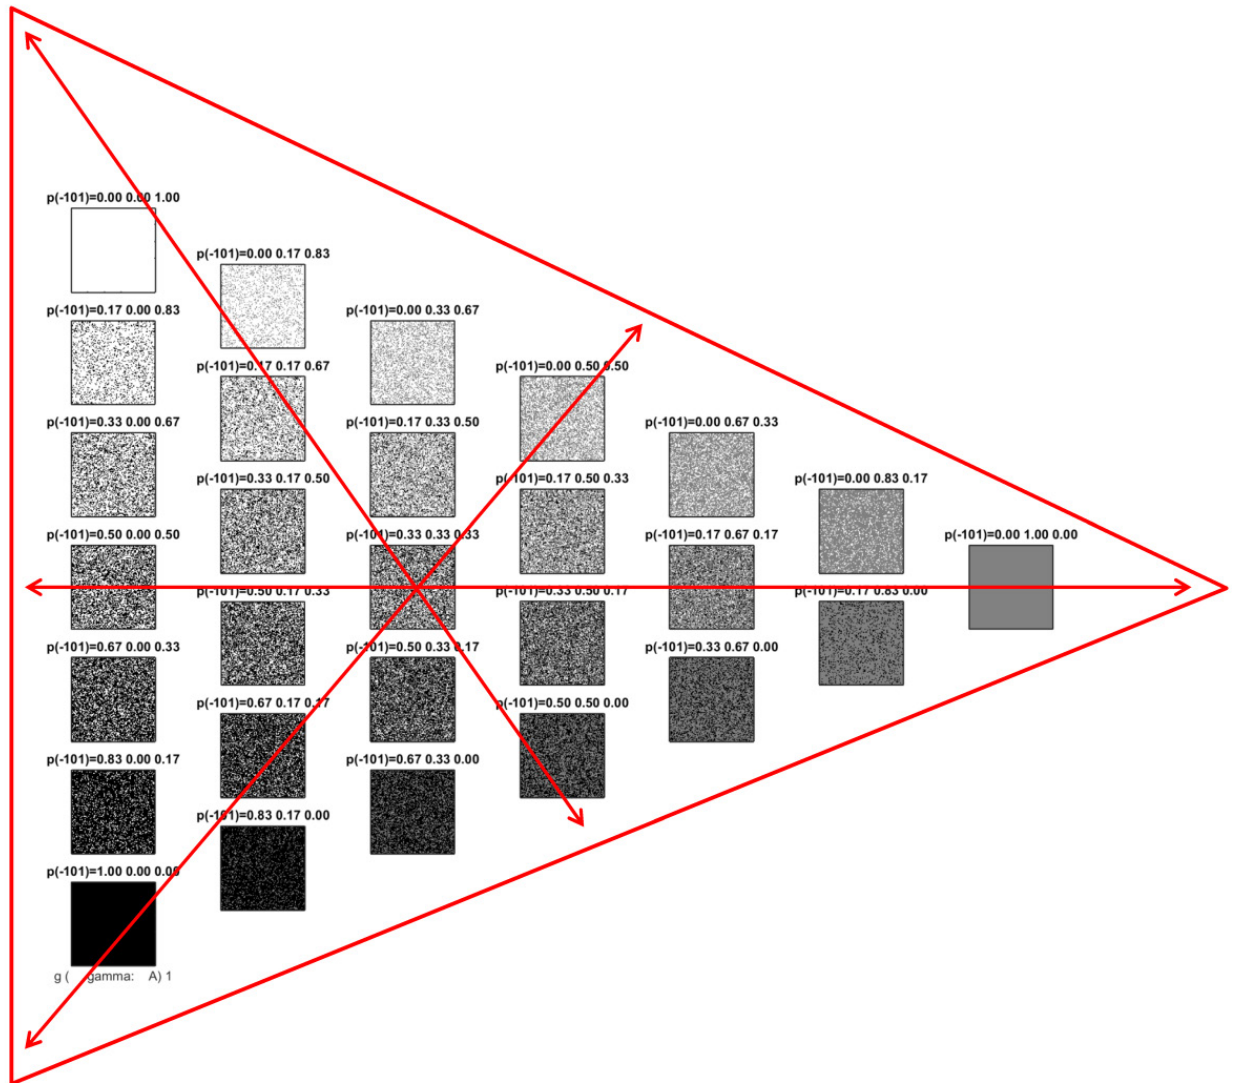 p(-101)=0.00 0.00 1.00
p(-101)=0.00 0.17 0.83
p(-101)=0.17 0.00 0.83
p(-101)=0.00 0.33 0.67
p(-101)=0.17 0.17 0.67
p(-101)=0.00 0.50 0.50
p(-101)=0.33 0.00 0.67
p(-101)=0.17 0.33 0.50
p(-101)=0.00 0.67 0.33
p(-101)=0.33 0.17 0.50
p(-101)=0.17 0.50 0.33
p(-101)=0.00 0.83 0.17
p(-101)=0.50 0.00 0.50
p(-101)=0.33 0.33 0.33
p(-101)=0.17 0.67 0.17
p(-101)=0.00 1.00 0.00
p(-101)=0.50 0.17 0.33
p(-101)=0.33 0.50 0.17
p(-101)=0.17 0.83 0.00
p(-101)=0.67 0.00 0.33
p(-101)=0.50 0.33 0.17
p(-101)=0.33 0.67 0.00
p(-101)=0.67 0.17 0.17
p(-101)=0.50 0.50 0.00
p(-101)=0.83 0.00 0.17
p(-101)=0.67 0.33 0.00
p(-101)=0.83 0.17 0.00
p(-101)=1.00 0.00 0.00
g ( gamma: A) 1